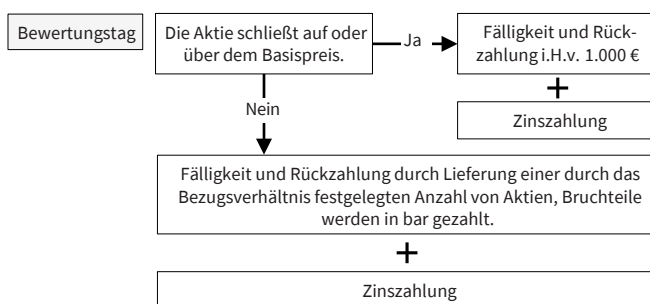 Bewertungstag
Die Aktie schließt auf oder
über dem Basispreis.
Ja
Fälligkeit und Rück-
zahlung i.H.v. 1.000 €
+
Zinszahlung
Nein
Fälligkeit und Rückzahlung durch Lieferung einer durch das
Bezugsverhältnis festgelegten Anzahl von Aktien, Bruchteile
werden in bar gezahlt.
+
Zinszahlung